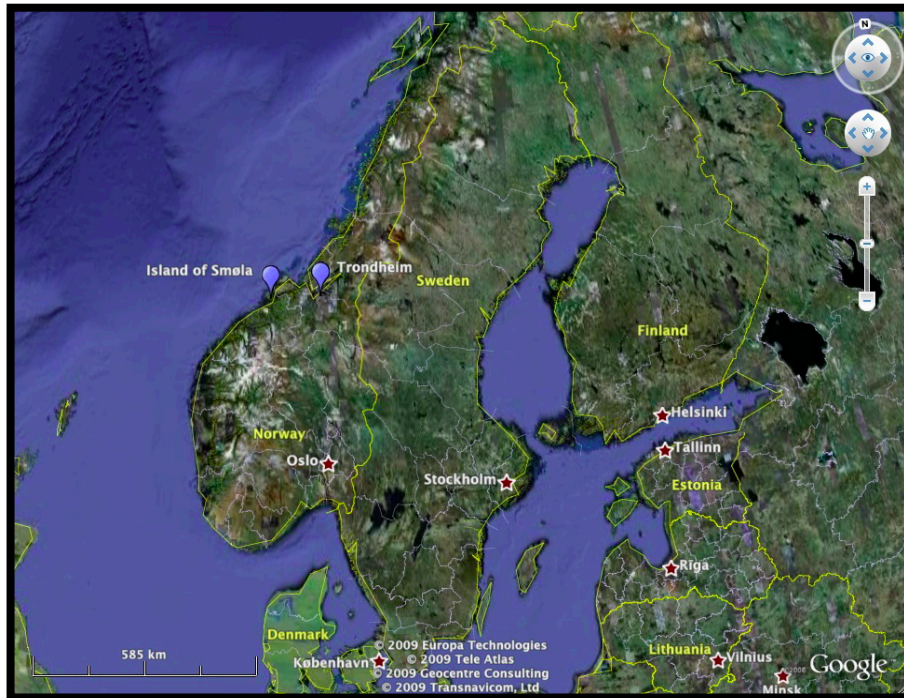 N
Island of Smøla
Trondheim
Sweden
Finland
Helsinki
Norway
Oslo
Tallinn
Stockholm
Estonia
Rīga
Denmark
585 km
København
Lithuania
Vilnius
Minsk
© 2009 Europa Technologies
© 2009 Tele Atlas
© 2009 Geocentre Consulting
© 2009 Transnavicom, Ltd
Google